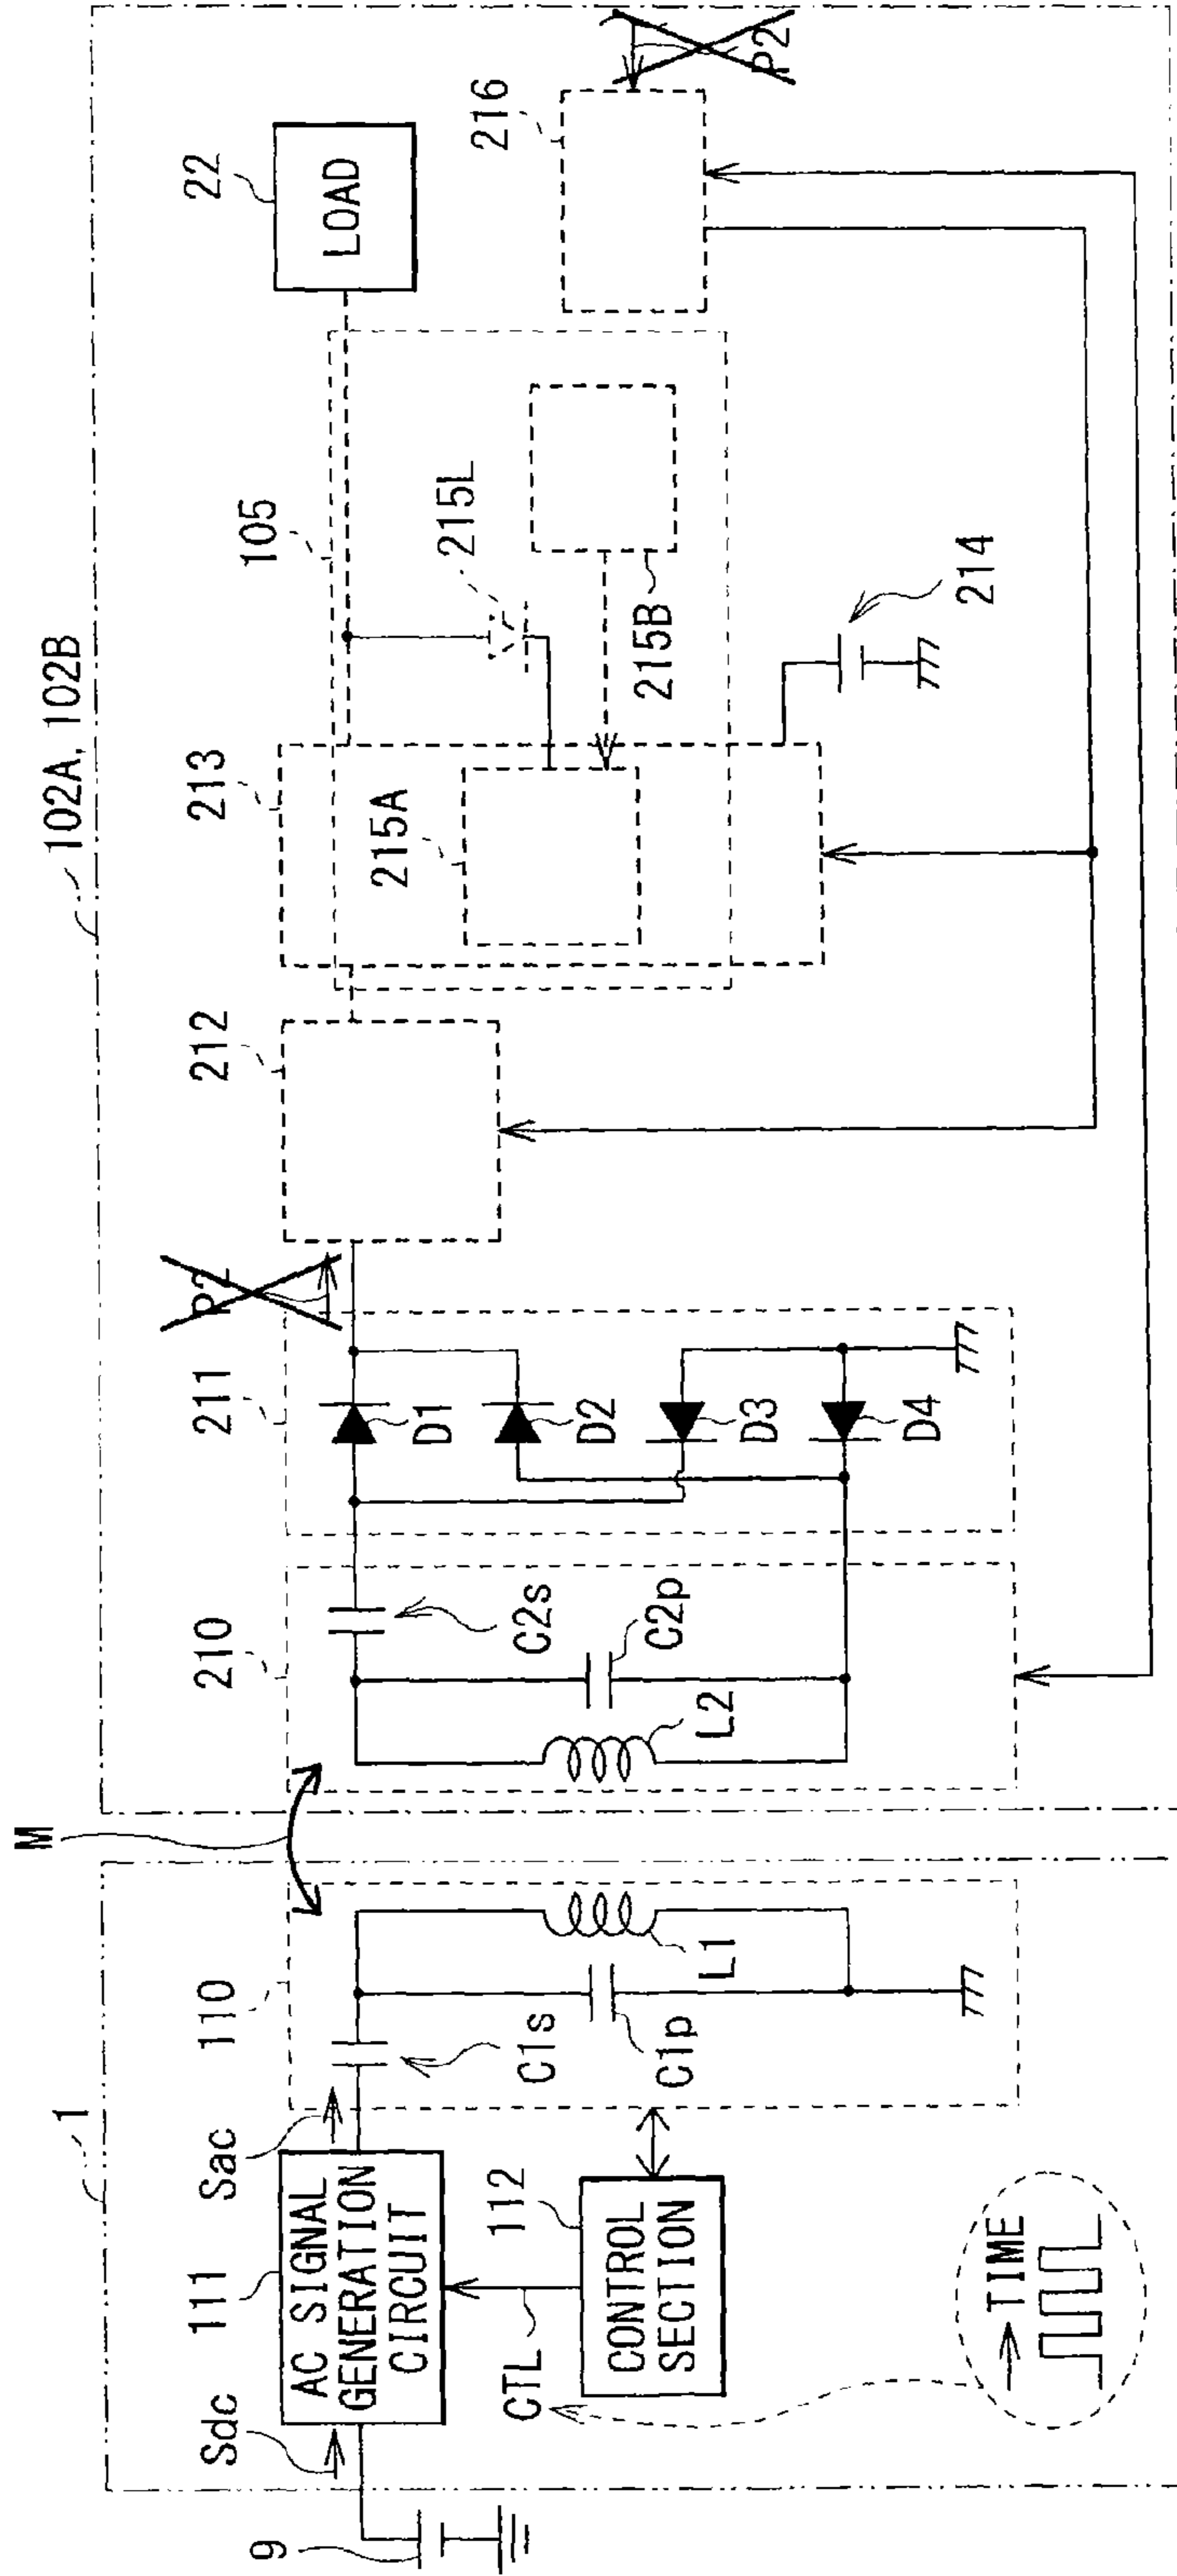 102A, 102B
1
M
9
Sdc
111
AC SIGNAL
GENERATION
CIRCUIT
Sac
110
C1s
C1p
L1
CTL
112
CONTROL
SECTION
TIME
210
C2s
C2p
L2
211
D1
D2
D3
D4
P2
212
213
215A
105
215L
215B
214
22
LOAD
216
P2